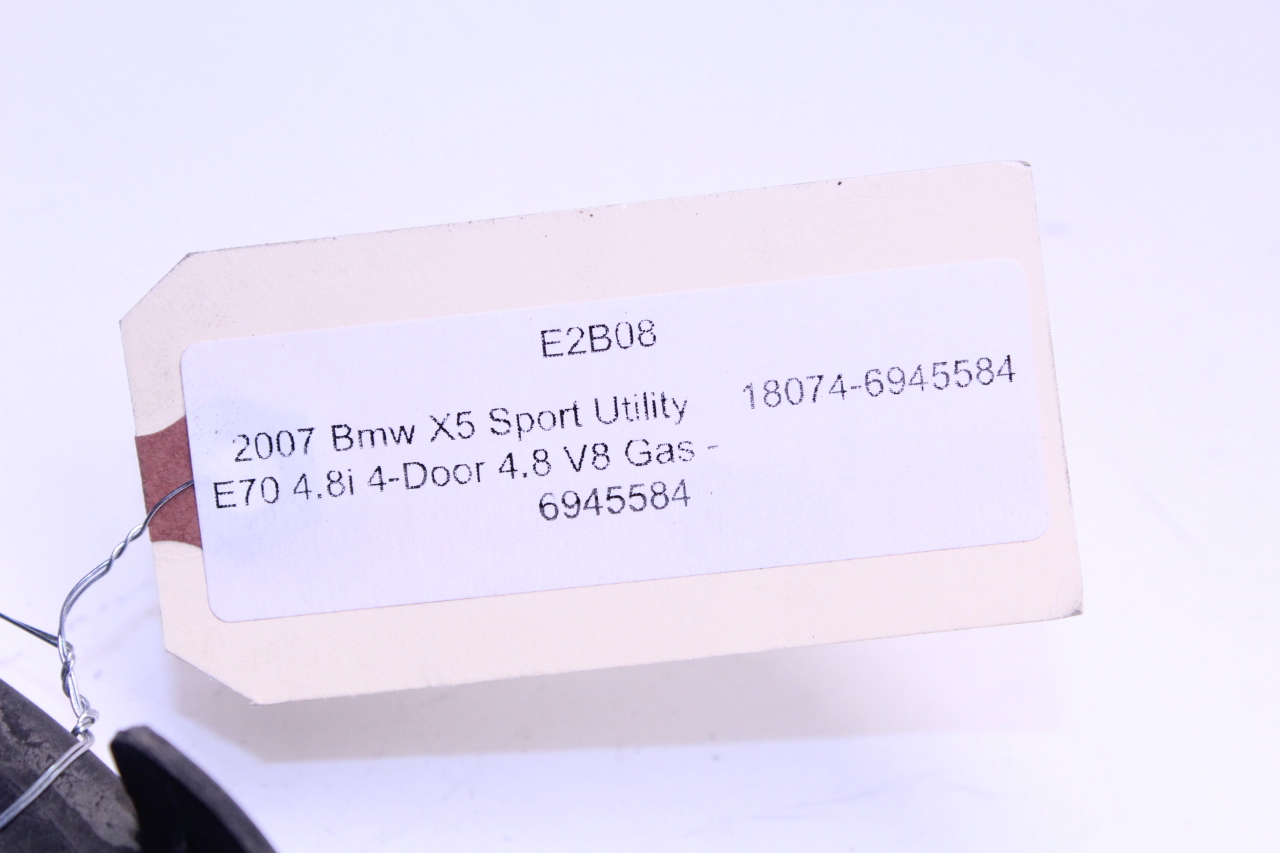 E2B08
18074-6945584
2007 Bmw X5 Sport Utility
E70 4.8i 4-Door 4.8 V8 Gas -
6945584